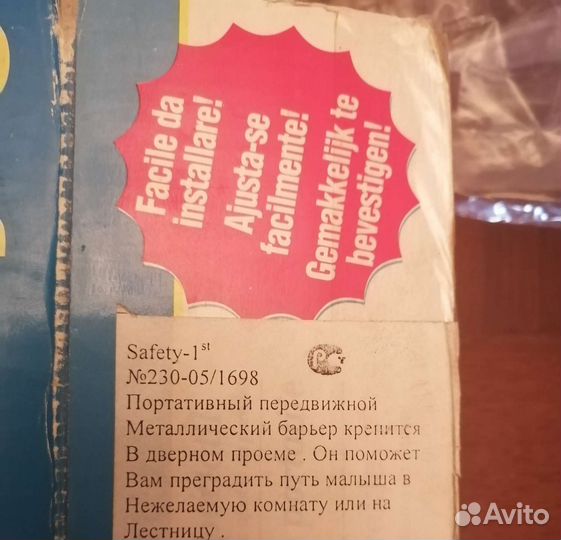 Facile da
installare!
Ajusta-se
facilmente!
Gemakkelijk te
bevestigen!
Safety-1st
№230-05/1698
Портативный передвижной
Металлический барьер крепится
В дверном проеме . Он поможет
Вам преградить путь малыша в
Нежелаемую комнату или на
Лестницу .
Avito